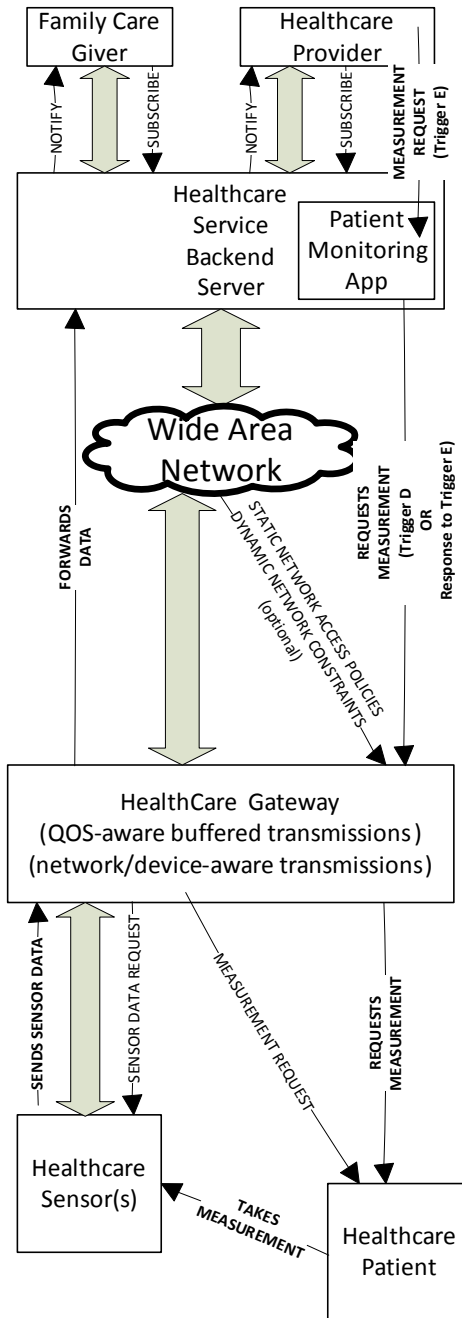 Family Care
Giver
Healthcare
Provider
NOTIFY
SUBSCRIBE
NOTIFY
SUBSCRIBE
MEASUREMENT
REQUEST
(Trigger E)
Healthcare
Service
Backend
Server
Patient
Monitoring
App
Wide Area
Network
FORWARDS
DATA
STATIC NETWORK ACCESS POLICIES
DYNAMIC NETWORK CONSTRAINTS
(optional)
REQUESTS
MEASUREMENT
(Trigger D
OR
Response to Trigger E)
HealthCare Gateway
(QOS-aware buffered transmissions)
(network/device-aware transmissions)
SENDS SENSOR DATA
SENSOR DATA REQUEST
MEASUREMENT REQUEST
REQUESTS
MEASUREMENT
Healthcare
Sensor(s)
TAKES
MEASUREMENT
Healthcare
Patient